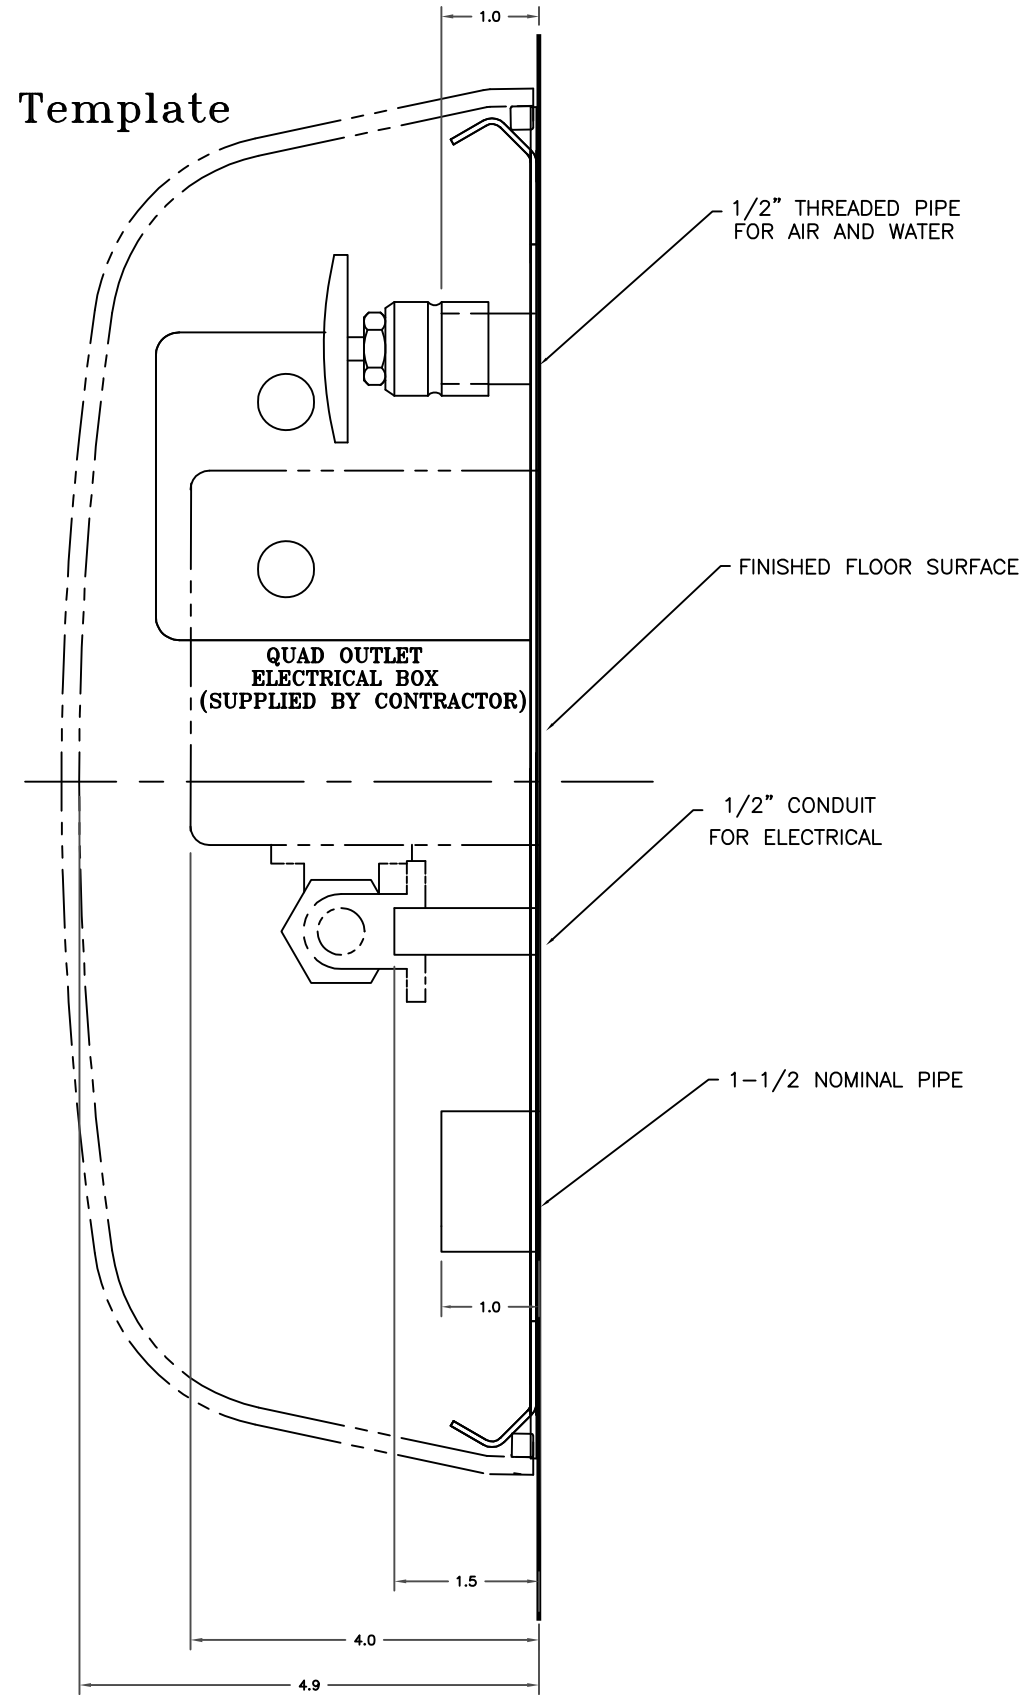 1.0
Template
1/2” THREADED PIPE
FOR AIR AND WATER
FINISHED FLOOR SURFACE
QUAD OUTLET
ELECTRICAL BOX
(SUPPLIED BY CONTRACTOR)
1/2” CONDUIT
FOR ELECTRICAL
1-1/2 NOMINAL PIPE
1.0
1.5
4.0
4.9